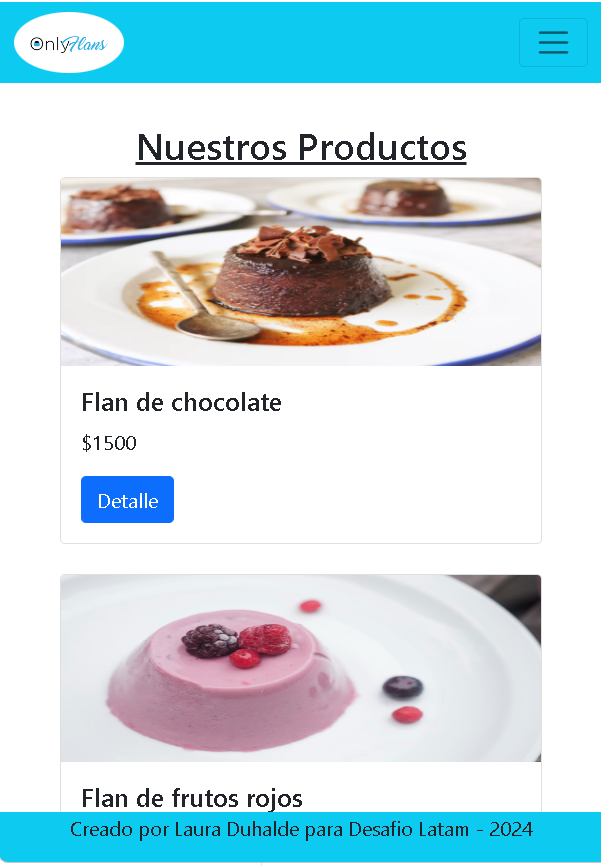 OnlyFlans
Nuestros Productos
Flan de chocolate
$1500
Detalle
Flan de frutos rojos
Creado por Laura Duhalde para Desafio Latam - 2024